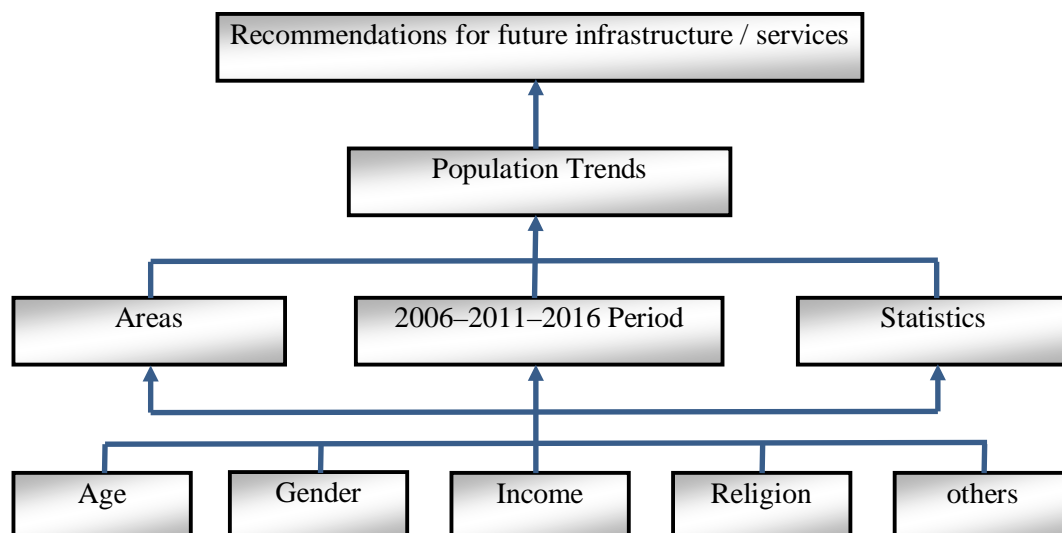 Recommendations for future infrastructure / services
Population Trends
Areas
2006–2011–2016 Period
Statistics
Age
Gender
Income
Religion
others